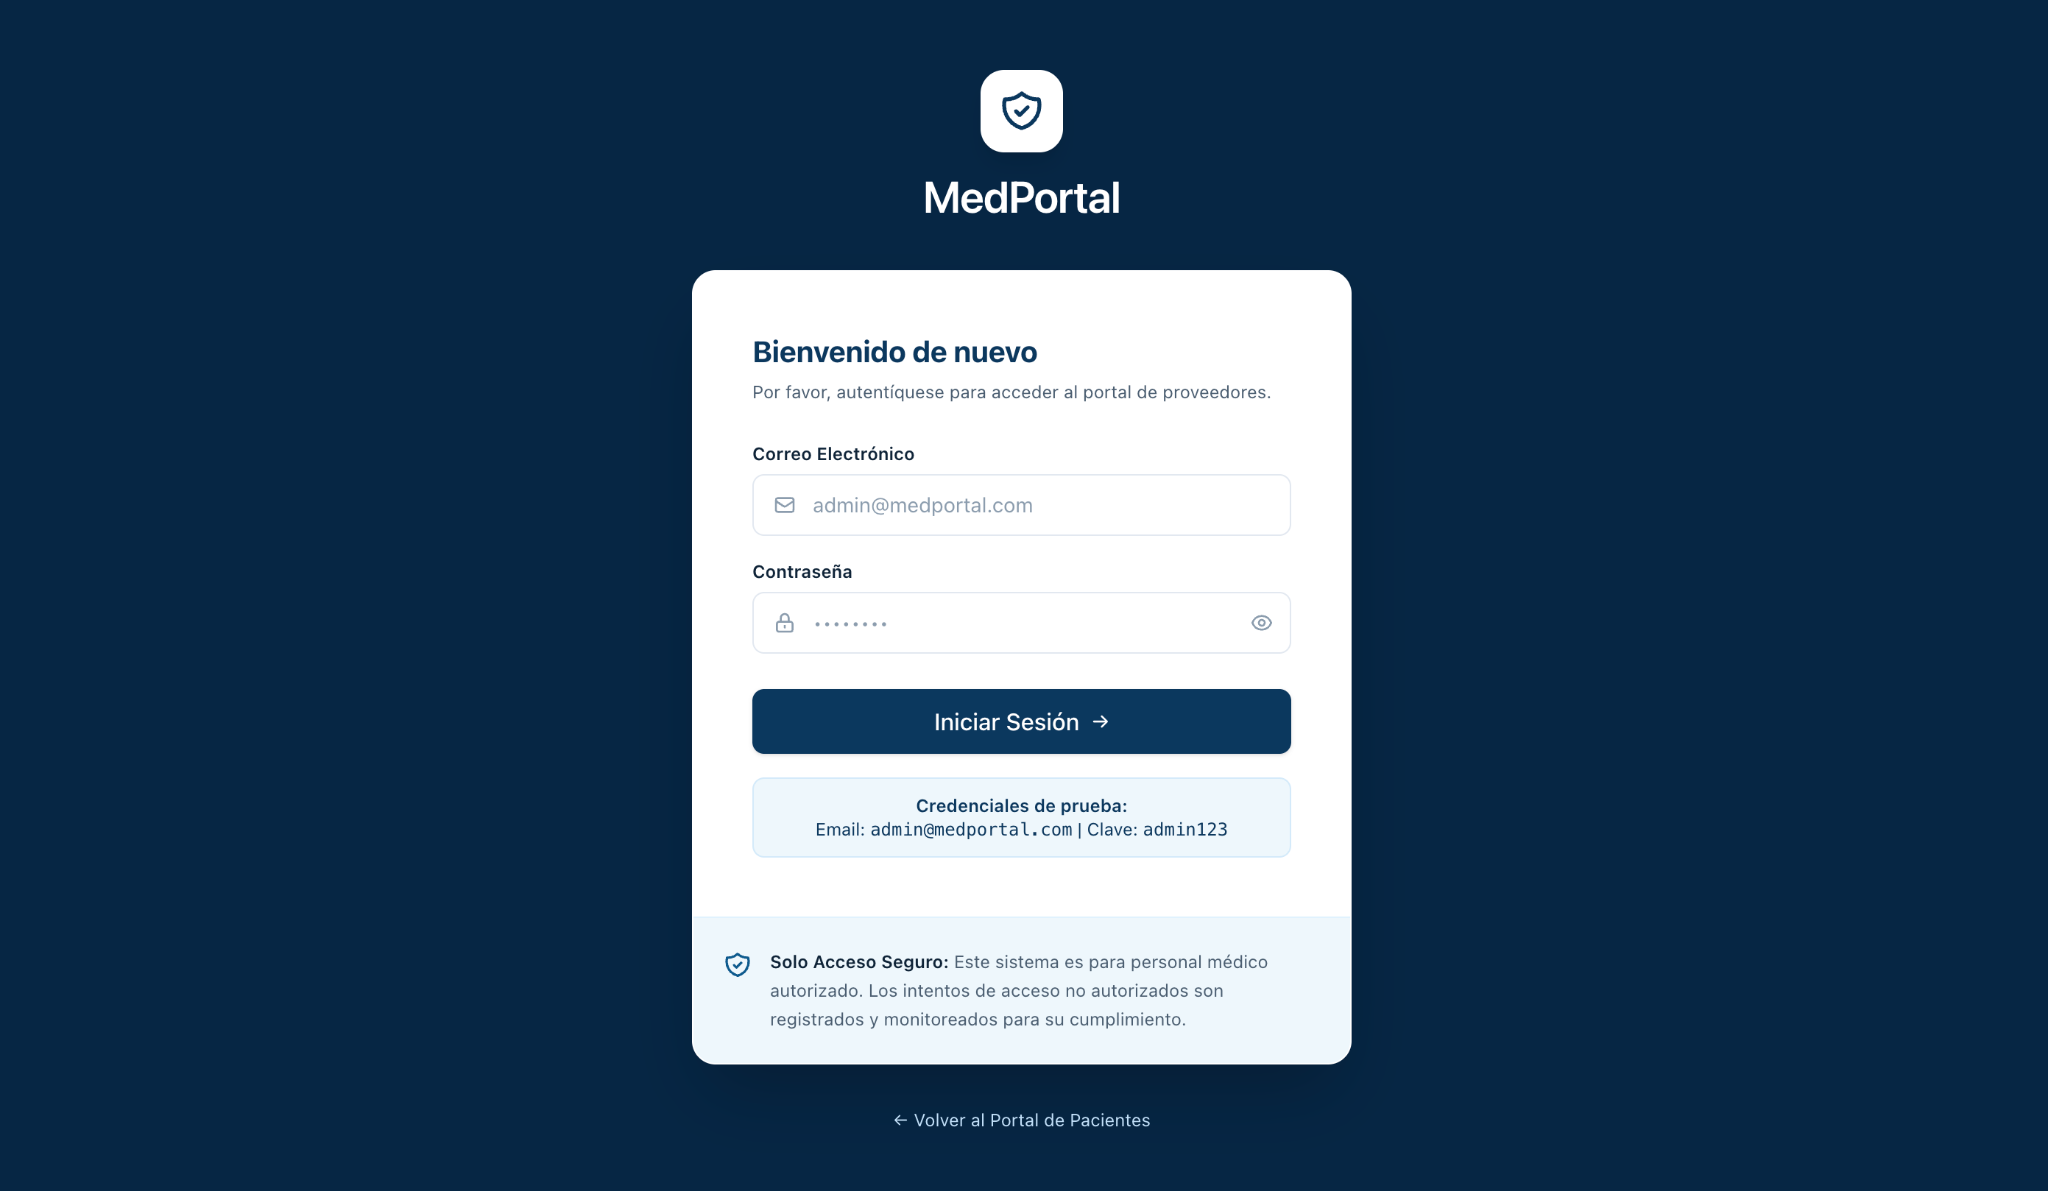 MedPortal
Bienvenido de nuevo
Por favor, autentíquese para acceder al portal de proveedores.
Correo Electrónico
admin@medportal.com
Contraseña
••••••••
Iniciar Sesión →
Credenciales de prueba:
Email: admin@medportal.com | Clave: admin123
Solo Acceso Seguro: Este sistema es para personal médico
autorizado. Los intentos de acceso no autorizados son
registrados y monitoreados para su cumplimiento.
← Volver al Portal de Pacientes